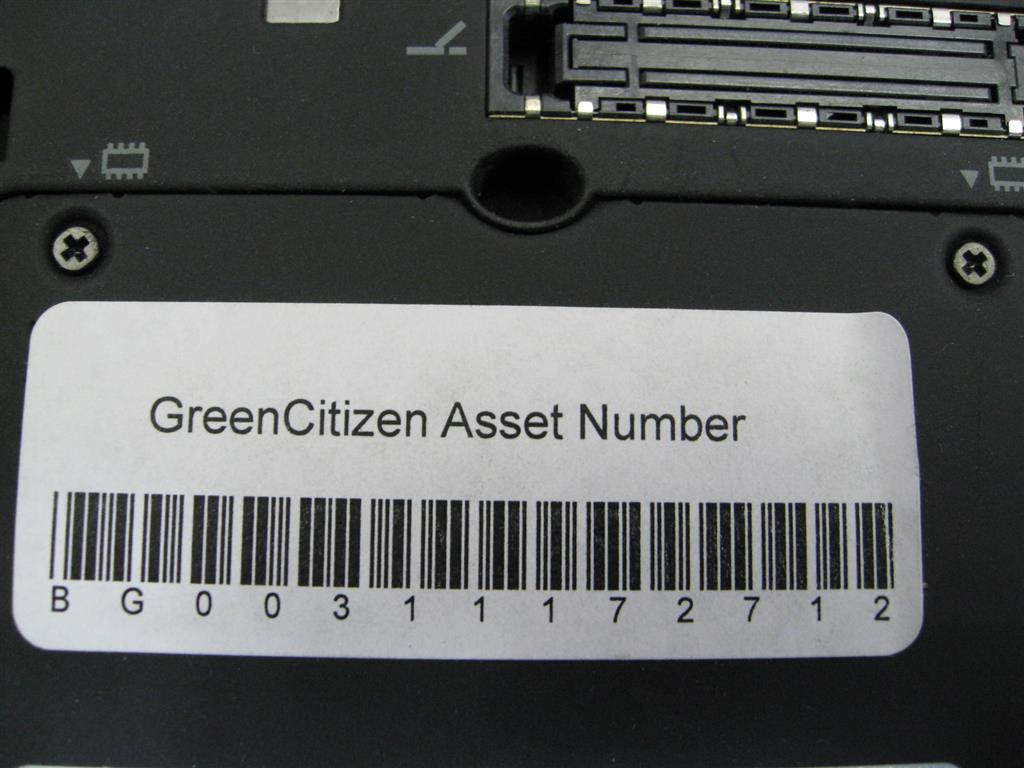 GreenCitizen Asset Number
B G 0 0 3 1 1 1 7 2 7 1 2